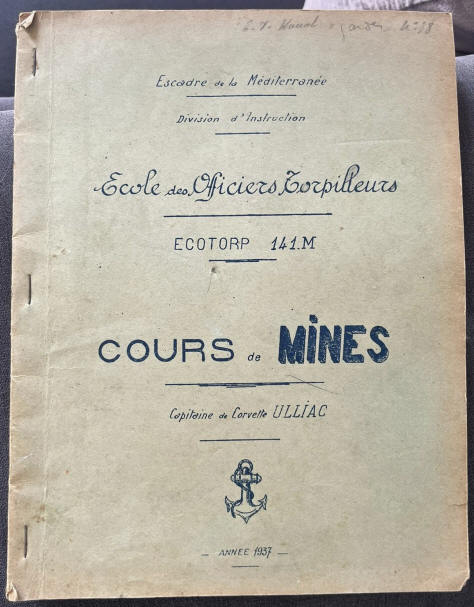 Escadre de la Méditerranée
Division d'Instruction
Ecole des Officiers Torpilleurs
ECOTORP 141.M
COURS de MINES
Capitaine de Corvette ULLIAC
— ANNEE 1937 —